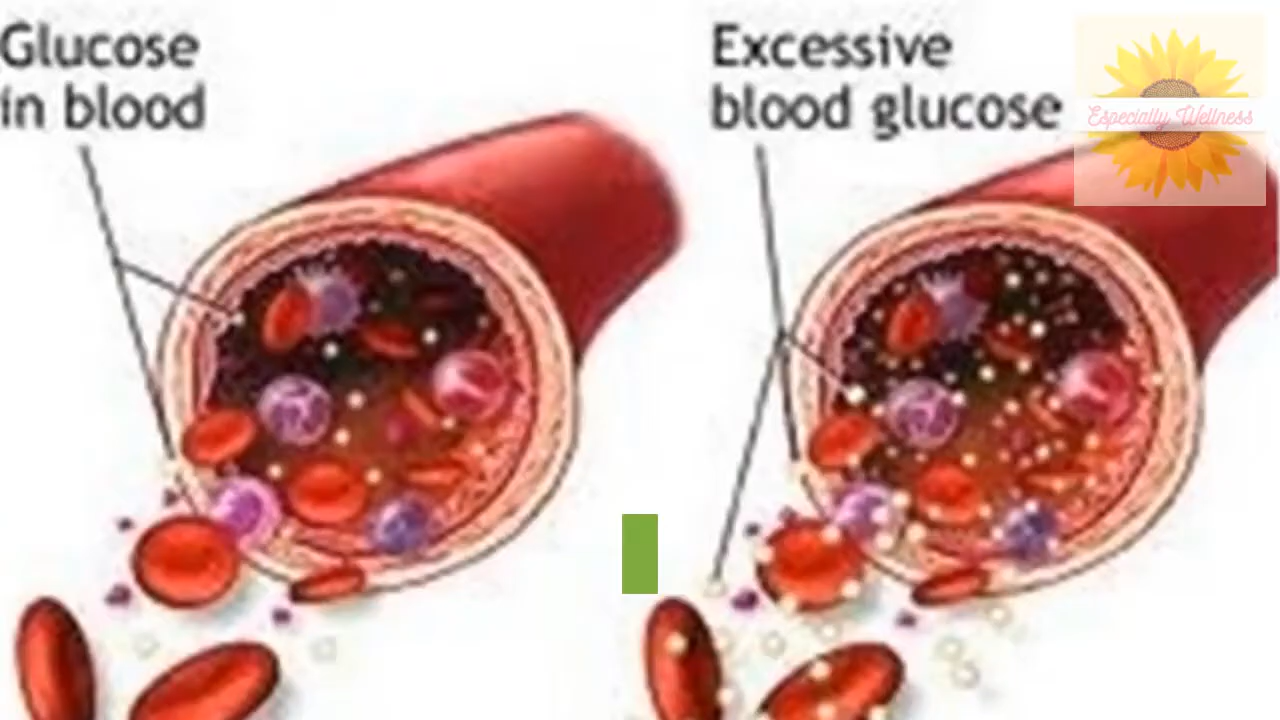 Glucose
in blood
Excessive
blood glucose
Especially Wellness